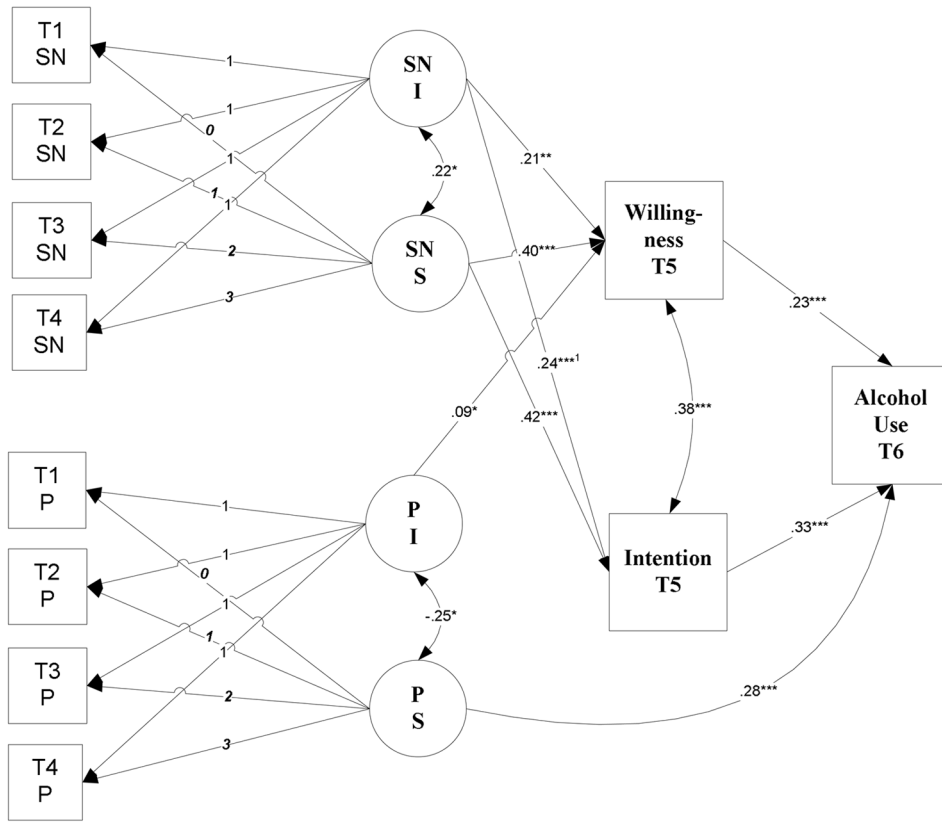 T1
SN
T2
SN
T3
SN
T4
SN
1
1
0
1
1
1
2
3
SN
I
.22*
SN
S
.21**
.40***
.24***¹
.42***
.09*
Willing-
ness
T5
.23***
.38***
Alcohol
Use
T6
Intention
T5
.33***
T1
P
T2
P
T3
P
T4
P
1
1
0
1
1
1
2
3
P
I
-.25*
P
S
.28***